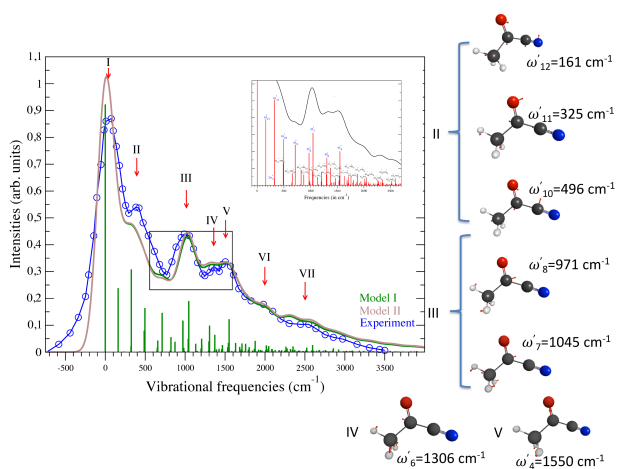 1,1
1
0,9
0,8
0,7
0,6
0,5
0,4
0,3
0,2
0,1
0
Intensities (arb. units)
I
II
III
IV
V
VI
VII
Model I
Model II
Experiment
-500
0
500
1000
1500
2000
2500
3000
3500
Vibrational frequencies (cm⁻¹)
Frequencies (in cm⁻¹)
II
ω'₁₂=161 cm⁻¹
ω'₁₁=325 cm⁻¹
ω'₁₀=496 cm⁻¹
III
ω'₈=971 cm⁻¹
ω'₇=1045 cm⁻¹
IV
ω'₆=1306 cm⁻¹
V
ω'₄=1550 cm⁻¹